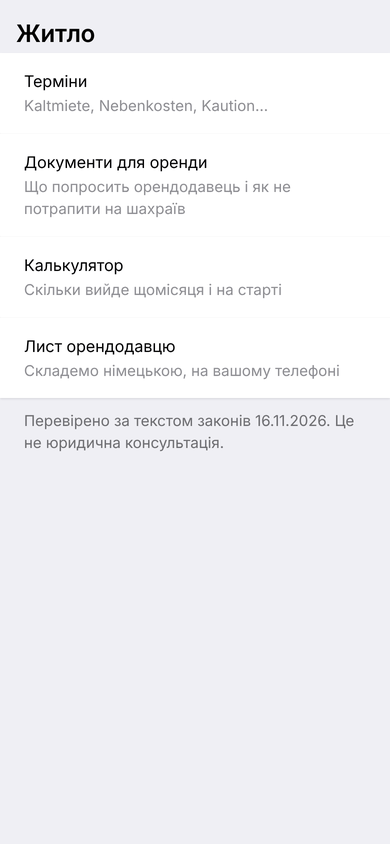 Житло
Терміни
Kaltmiete, Nebenkosten, Kaution...
Документи для оренди
Що попросить орендодавець і як не
потрапити на шахраїв
Калькулятор
Скільки вийде щомісяця і на старті
Лист орендодавцю
Складемо німецькою, на вашому телефоні
Перевірено за текстом законів 16.11.2026. Це
не юридична консультація.